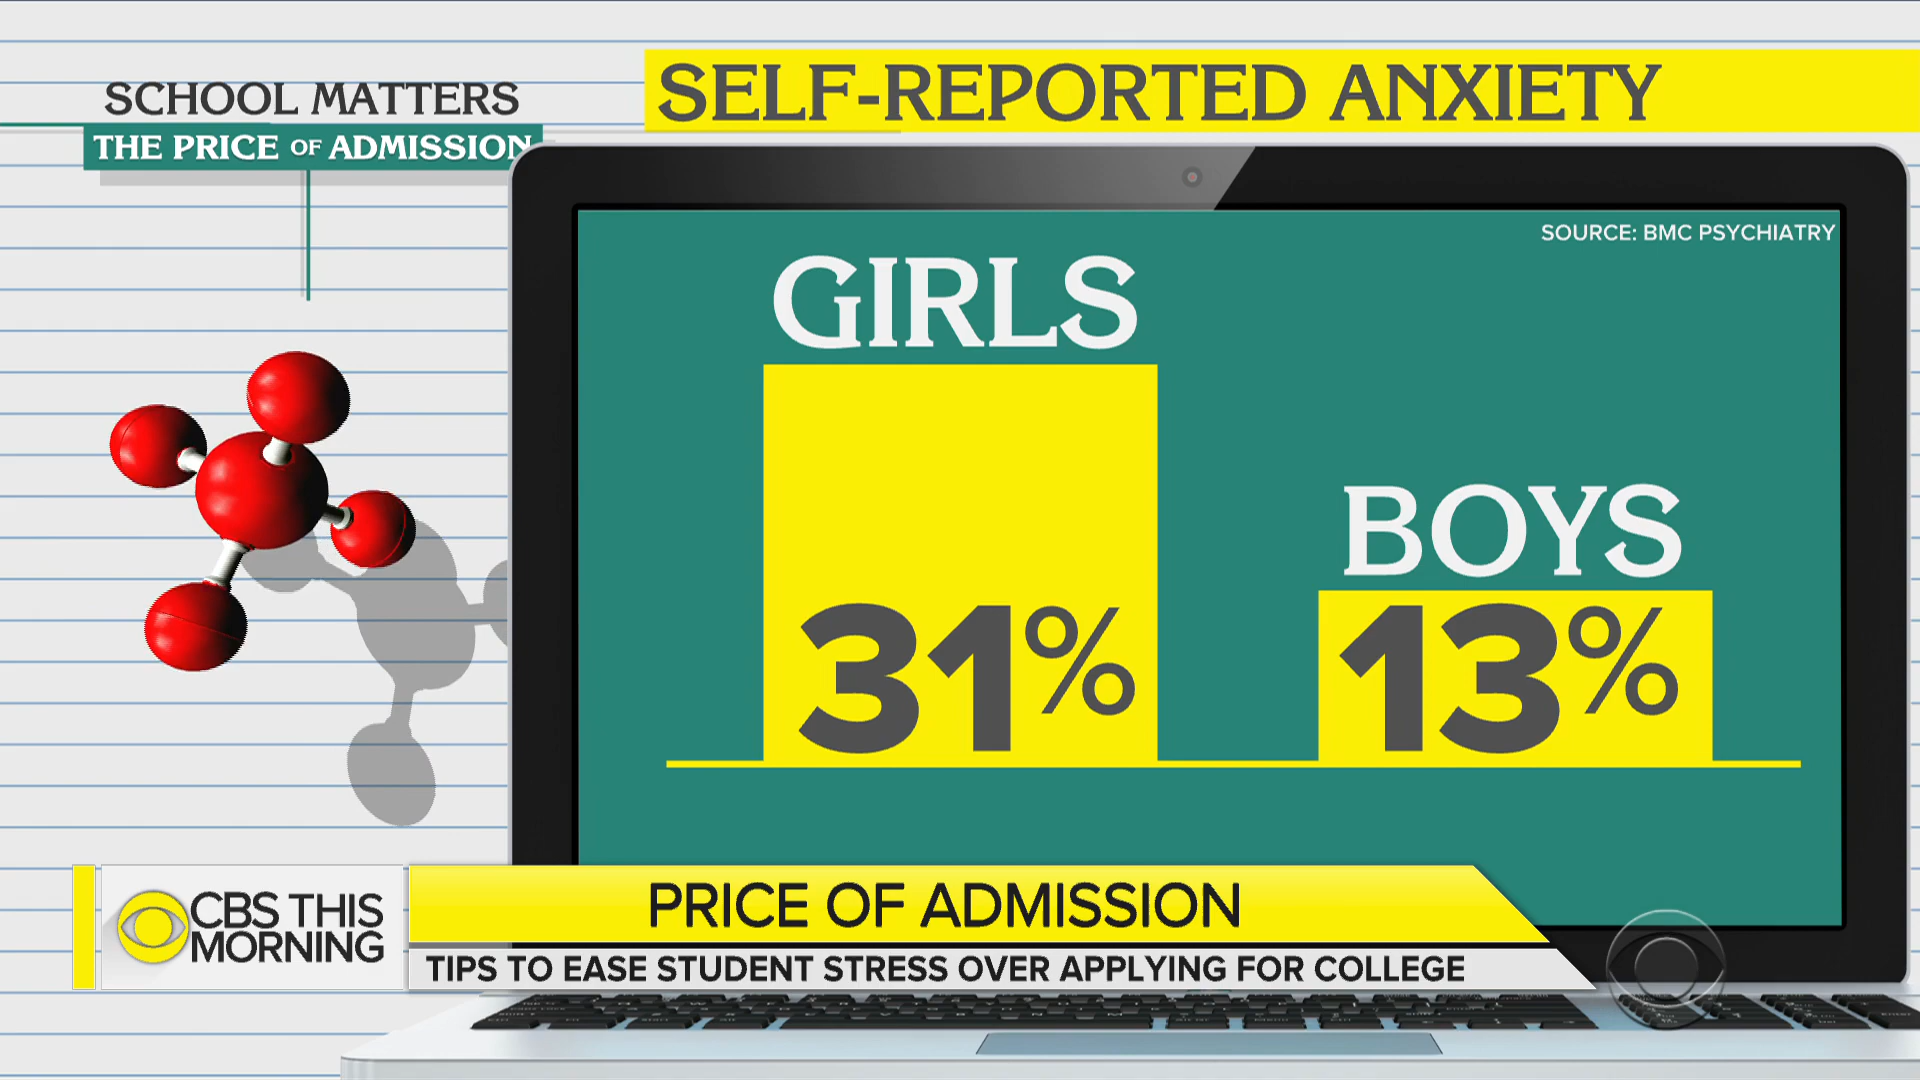 SCHOOL MATTERS
THE PRICE OF ADMISSION
SELF-REPORTED ANXIETY
SOURCE: BMC PSYCHIATRY
GIRLS
31%
BOYS
13%
CBS THIS
MORNING
PRICE OF ADMISSION
TIPS TO EASE STUDENT STRESS OVER APPLYING FOR COLLEGE